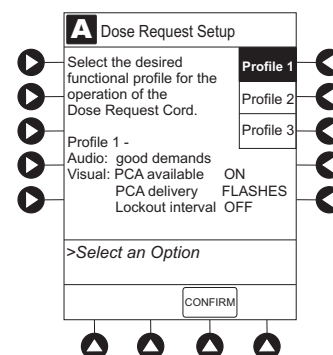 A Dose Request Setup
Select the desired
functional profile for the
operation of the
Dose Request Cord.
Profile 1 -
Audio: good demands
Visual: PCA available ON
PCA delivery FLASHES
Lockout interval OFF
Profile 1
Profile 2
Profile 3
>Select an Option
CONFIRM